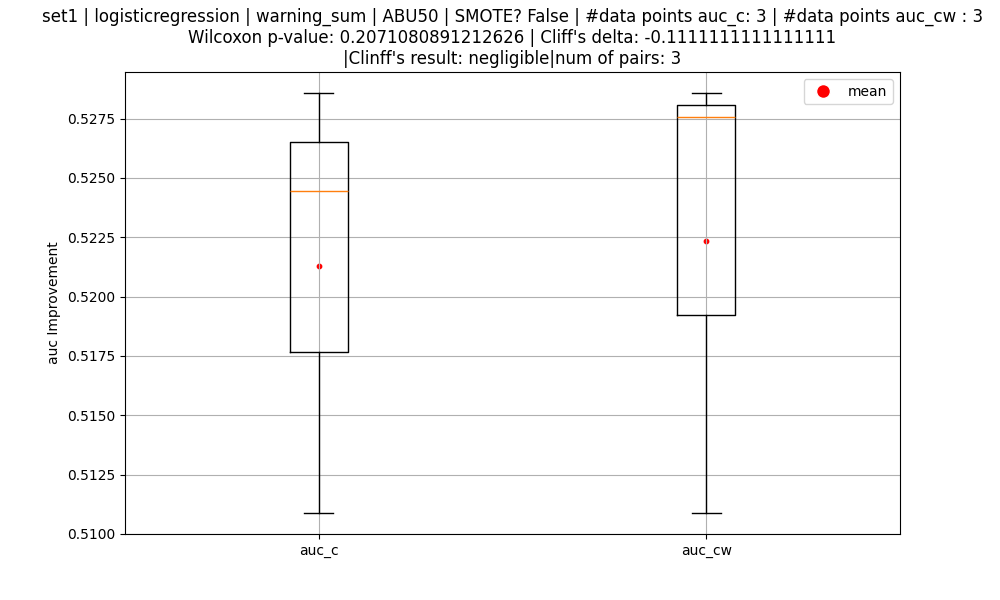 set1 | logisticregression | warning_sum | ABU50 | SMOTE? False | #data points auc_c: 3 | #data points auc_cw : 3
Wilcoxon p-value: 0.2071080891212626 | Cliff's delta: -0.1111111111111111
|Clinff's result: negligible|num of pairs: 3
mean
0.5275
0.5250
0.5225
0.5200
0.5175
0.5150
0.5125
0.5100
auc Improvement
auc_c
auc_cw